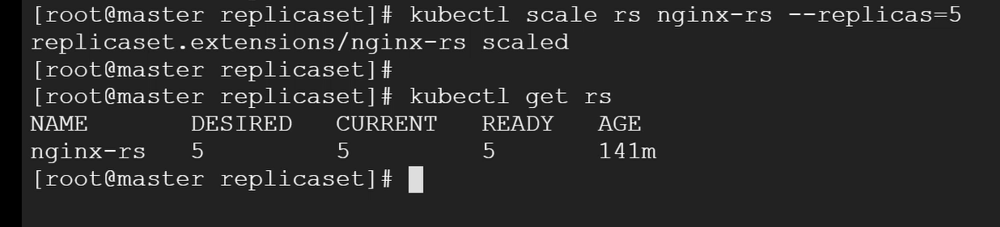 [root@master replicaset]# kubectl scale rs nginx-rs --replicas=5
replicaset.extensions/nginx-rs scaled
[root@master replicaset]#
[root@master replicaset]# kubectl get rs
NAME DESIRED CURRENT READY AGE
nginx-rs 5 5 5 141m
[root@master replicaset]#